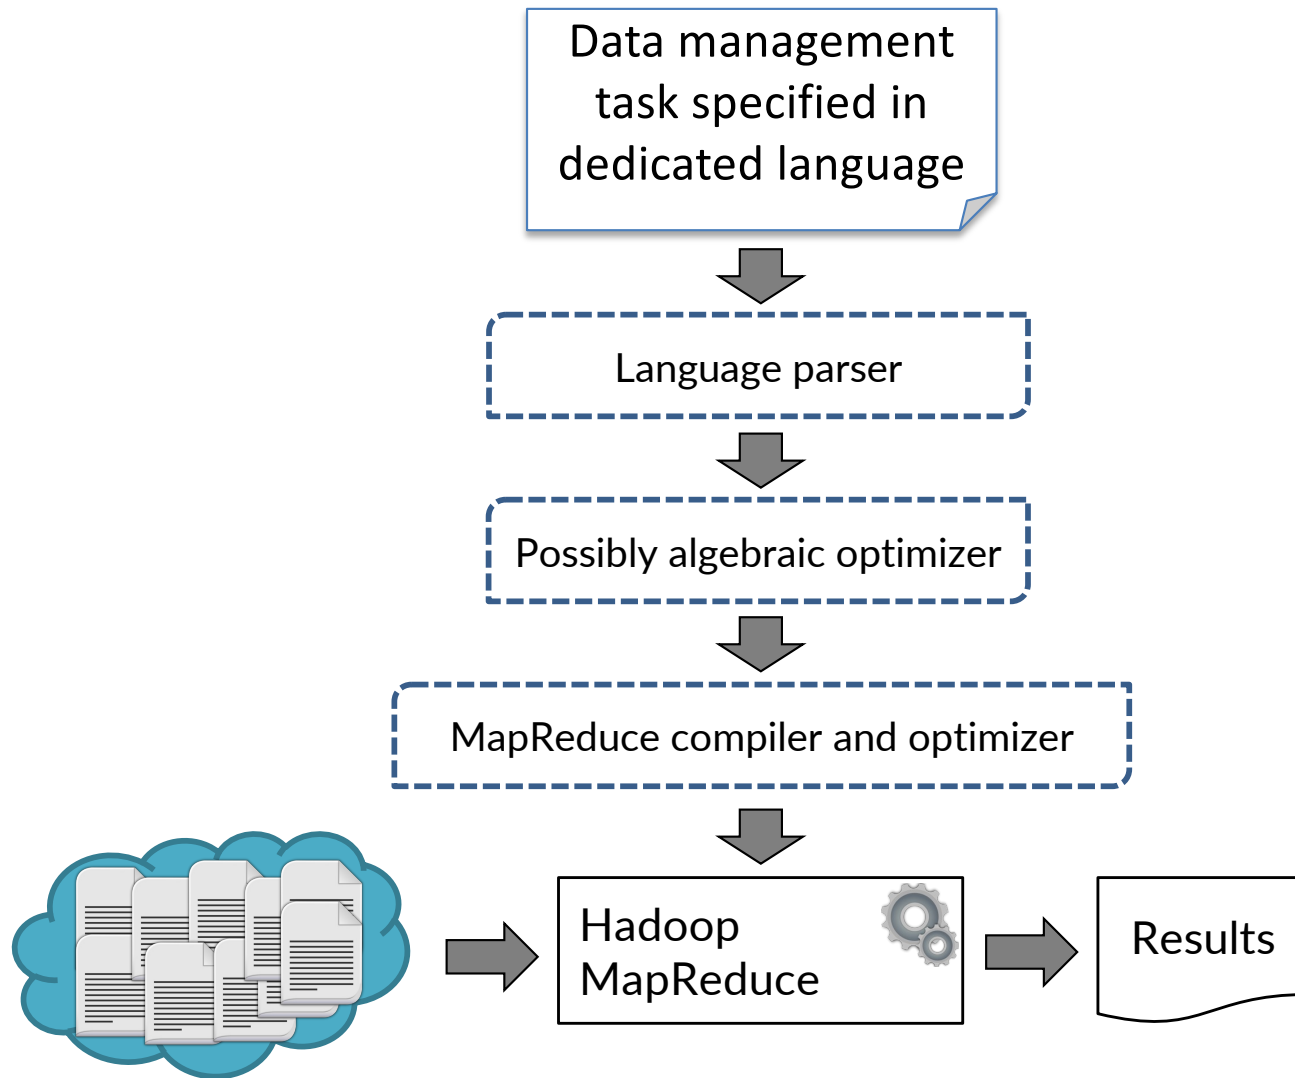 Data management
task specified in
dedicated language
Language parser
Possibly algebraic optimizer
MapReduce compiler and optimizer
Hadoop
MapReduce
Results